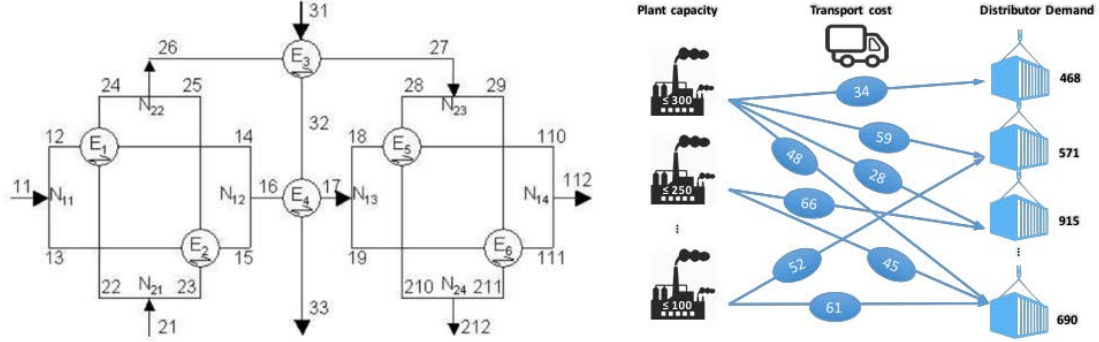 31
26
27
E3
24
25
28
29
N22
N23
12
14
32
18
110
E1
E5
11
N11
N12
16
E4
17
N13
N14
112
E2
E6
13
15
19
111
22
N21
23
33
210
N24
211
21
212
Plant capacity
Transport cost
Distributor Demand
≤ 300
34
468
59
571
48
28
≤ 250
66
915
⋮
⋮
52
45
≤ 100
61
690